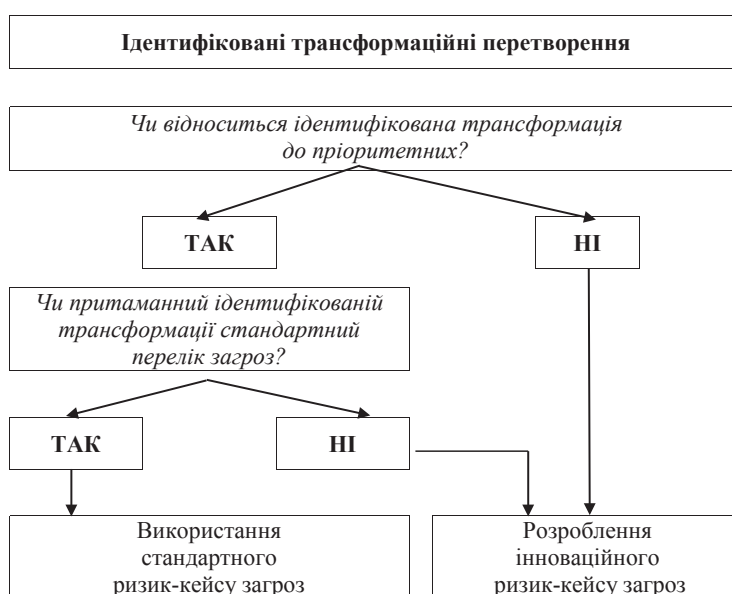 Ідентифіковані трансформаційні перетворення
Чи відноситься ідентифікована трансформація
до пріоритетних?
ТАК
НІ
Чи притаманний ідентифікованій
трансформації стандартний
перелік загроз?
ТАК
НІ
Використання
стандартного
ризик-кейсу загроз
Розроблення
інноваційного
ризик-кейсу загроз